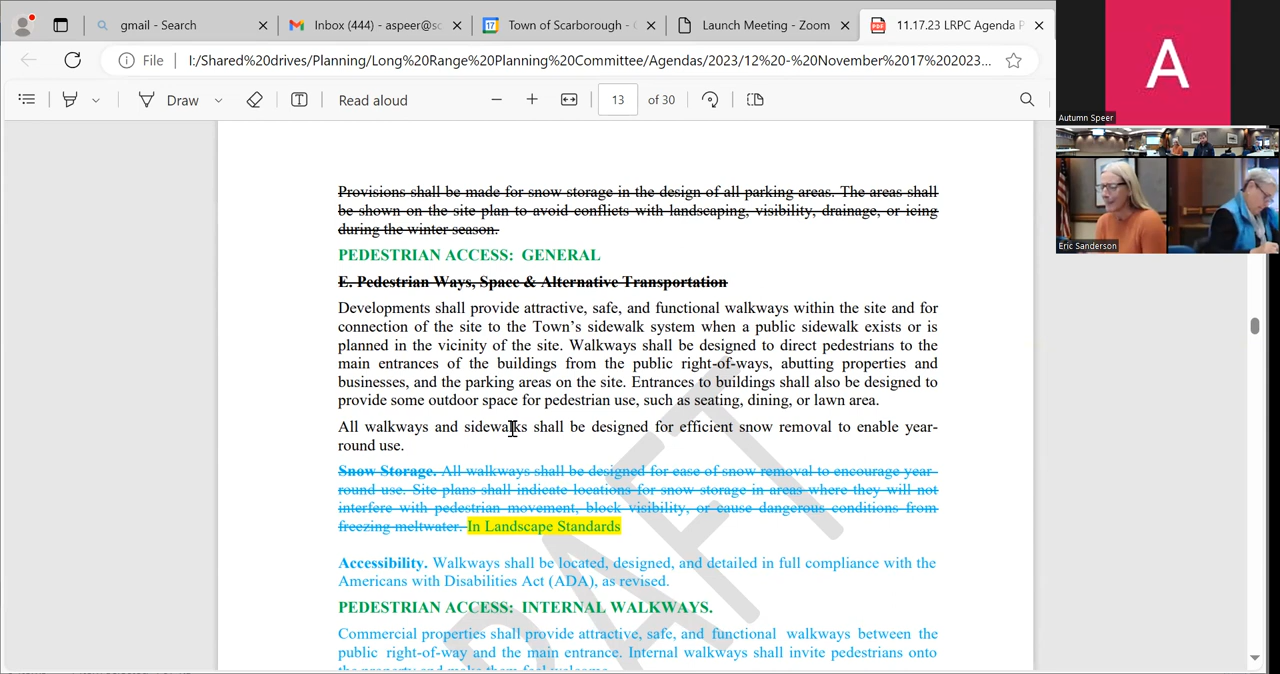 gmail - Search
Inbox (444) - aspeer@sc
Town of Scarborough -
Launch Meeting - Zoom
11.17.23 LRPC Agenda P
File
I:/Shared%20drives/Planning/Long%20Range%20Planning%20Committee/Agendas/2023/12%20-%20November%2017%202023...
Draw
Read aloud
13
of 30
A
Autumn Speer
Eric Sanderson
Provisions shall be made for snow storage in the design of all parking areas. The areas shall
be shown on the site plan to avoid conflicts with landscaping, visibility, drainage, or icing
during the winter season.
PEDESTRIAN ACCESS: GENERAL
E. Pedestrian Ways, Space & Alternative Transportation
Developments shall provide attractive, safe, and functional walkways within the site and for
connection of the site to the Town's sidewalk system when a public sidewalk exists or is
planned in the vicinity of the site. Walkways shall be designed to direct pedestrians to the
main entrances of the buildings from the public right-of-ways, abutting properties and
businesses, and the parking areas on the site. Entrances to buildings shall also be designed to
provide some outdoor space for pedestrian use, such as seating, dining, or lawn area.
All walkways and sidewalks shall be designed for efficient snow removal to enable year-
round use.
Snow Storage. All walkways shall be designed for ease of snow removal to encourage year-
round use. Site plans shall indicate locations for snow storage in areas where they will not
interfere with pedestrian movement, block visibility, or cause dangerous conditions from
freezing meltwater. In Landscape Standards
Accessibility. Walkways shall be located, designed, and detailed in full compliance with the
Americans with Disabilities Act (ADA), as revised.
PEDESTRIAN ACCESS: INTERNAL WALKWAYS.
Commercial properties shall provide attractive, safe, and functional walkways between the
public right-of-way and the main entrance. Internal walkways shall invite pedestrians onto
the property and make them feel welcome.
DRAFT